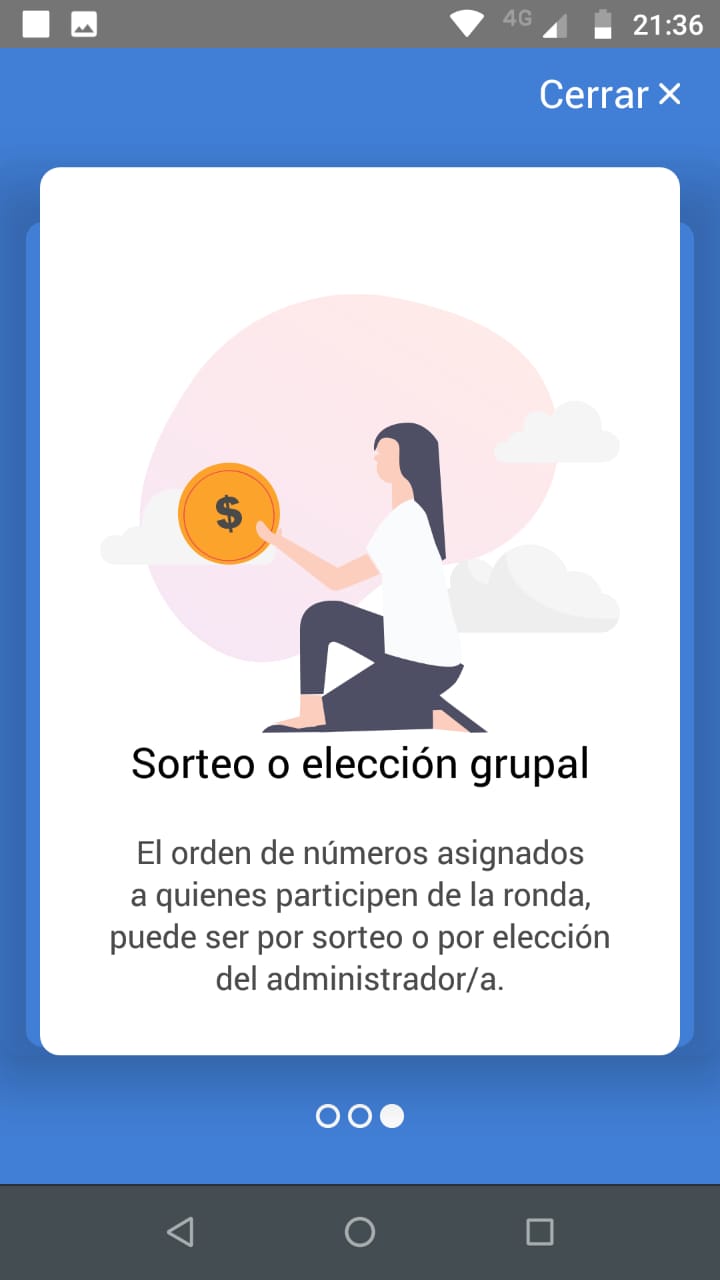 4G 21:36
Cerrar ×
$
Sorteo o elección grupal
El orden de números asignados
a quienes participen de la ronda,
puede ser por sorteo o por elección
del administrador/a.